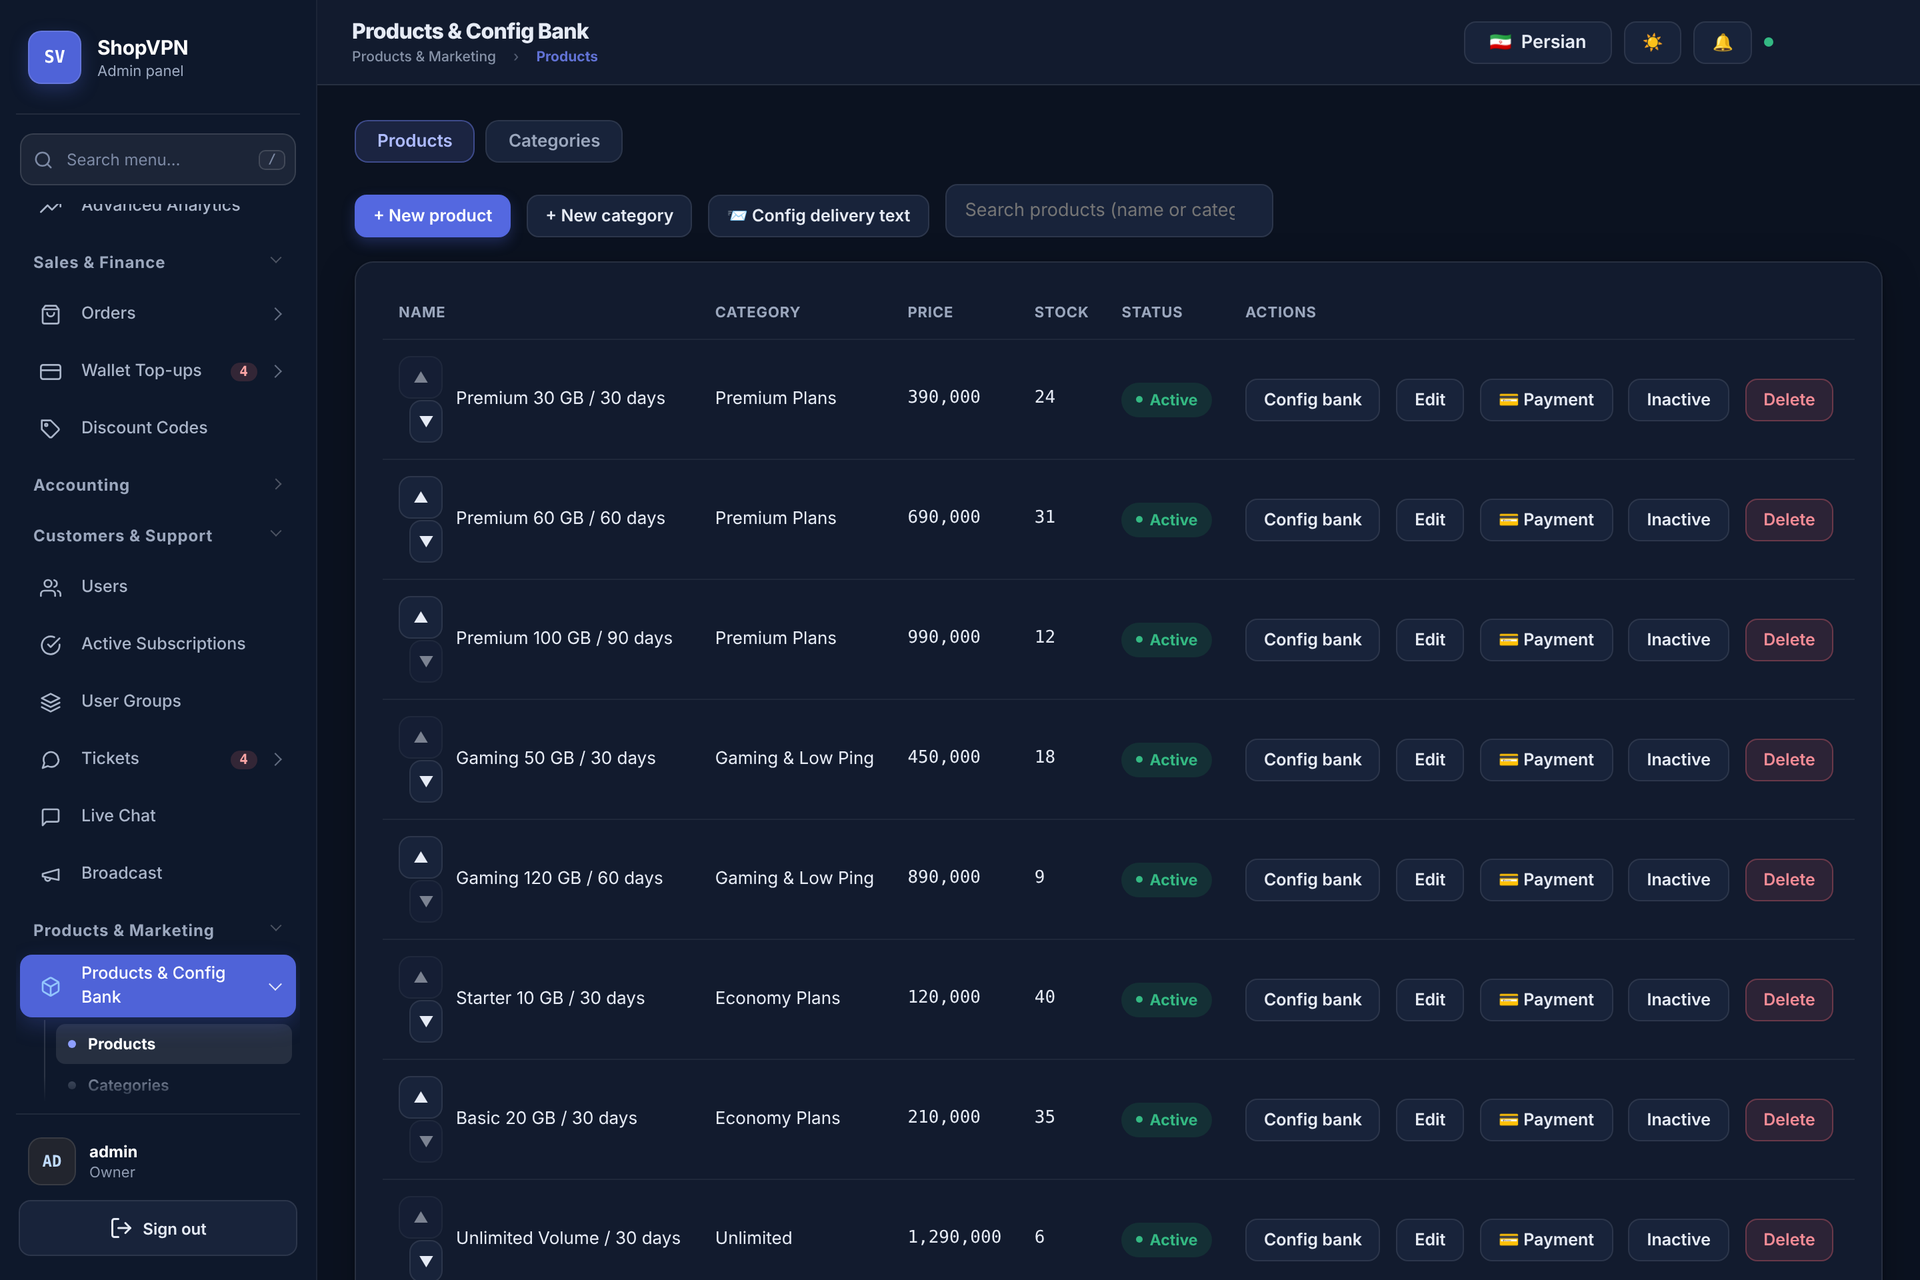 SV
ShopVPN
Admin panel
Search menu...
/
Advanced Analytics
Sales & Finance
Orders
Wallet Top-ups 4
Discount Codes
Accounting
Customers & Support
Users
Active Subscriptions
User Groups
Tickets 4
Live Chat
Broadcast
Products & Marketing
Products & Config
Bank
Products
Categories
AD
admin
Owner
Sign out
Products & Config Bank
Products & Marketing › Products
Persian
Products Categories
+ New product + New category Config delivery text Search products (name or categ
NAME CATEGORY PRICE STOCK STATUS ACTIONS
Premium 30 GB / 30 days Premium Plans 390,000 24 Active Config bank Edit Payment Inactive Delete
Premium 60 GB / 60 days Premium Plans 690,000 31 Active Config bank Edit Payment Inactive Delete
Premium 100 GB / 90 days Premium Plans 990,000 12 Active Config bank Edit Payment Inactive Delete
Gaming 50 GB / 30 days Gaming & Low Ping 450,000 18 Active Config bank Edit Payment Inactive Delete
Gaming 120 GB / 60 days Gaming & Low Ping 890,000 9 Active Config bank Edit Payment Inactive Delete
Starter 10 GB / 30 days Economy Plans 120,000 40 Active Config bank Edit Payment Inactive Delete
Basic 20 GB / 30 days Economy Plans 210,000 35 Active Config bank Edit Payment Inactive Delete
Unlimited Volume / 30 days Unlimited 1,290,000 6 Active Config bank Edit Payment Inactive Delete